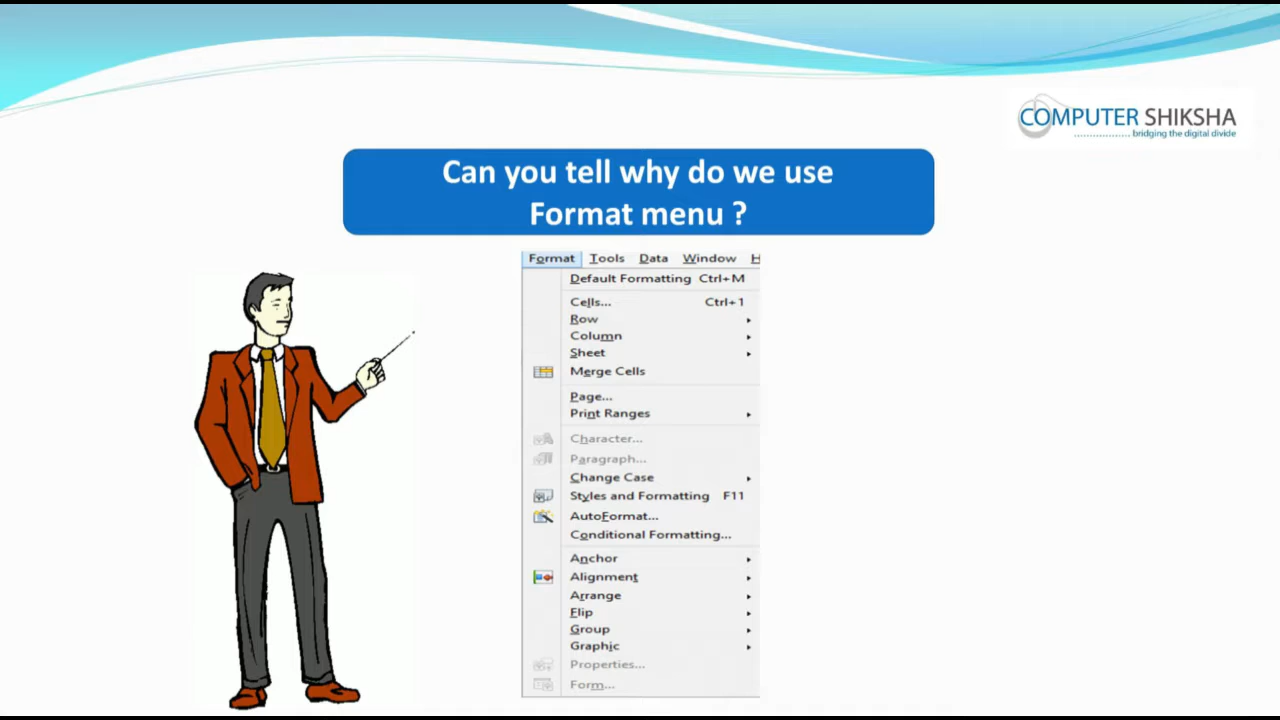 COMPUTER SHIKSHA
bridging the digital divide
Can you tell why do we use
Format menu ?
Format Tools Data Window H
Default Formatting Ctrl+M
Cells... Ctrl+1
Row
Column
Sheet
Merge Cells
Page...
Print Ranges
Character...
Paragraph...
Change Case
Styles and Formatting F11
AutoFormat...
Conditional Formatting...
Anchor
Alignment
Arrange
Flip
Group
Graphic
Properties...
Form...